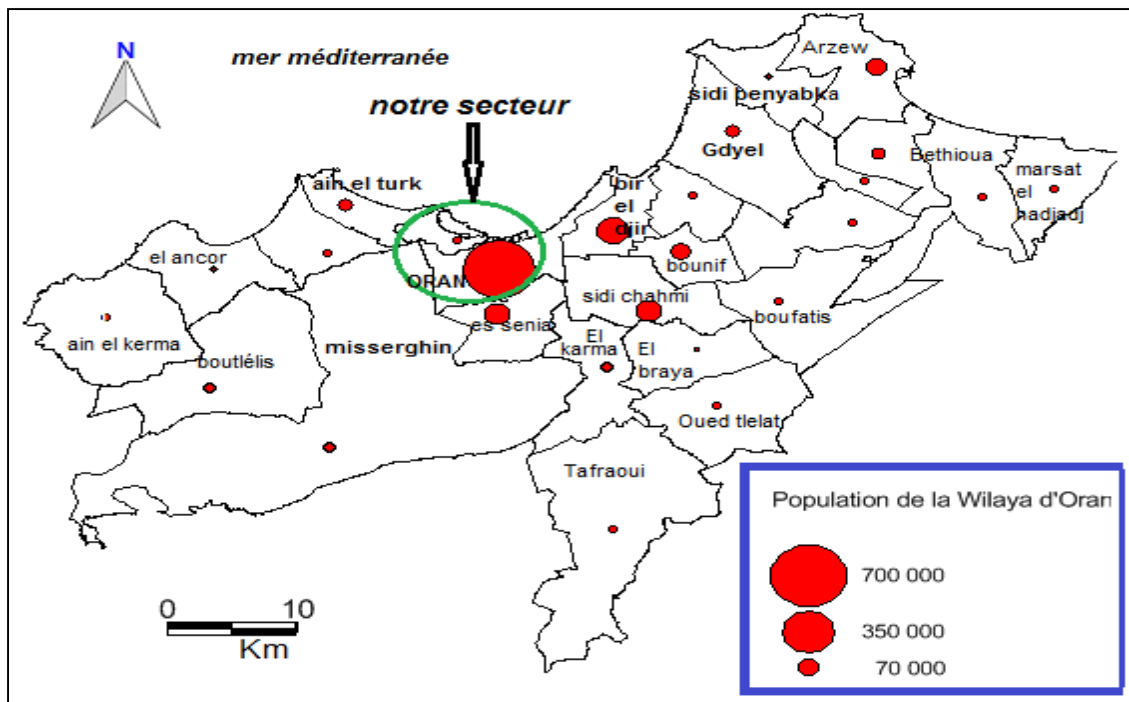 N
mer méditerranée
notre secteur
Arzew
sidi benyabka
Gdyel
Bethioua
marsat
el
hadjadj
ain el turk
bir
el
djir
el ancor
ORAN
bounif
sidi chahmi
boufatis
ain el kerma
es senia
misserghin
boutlélis
El
karma
El
braya
Oued tlelat
Tafraoui
0 10
Km
Population de la Wilaya d'Oran
700 000
350 000
70 000